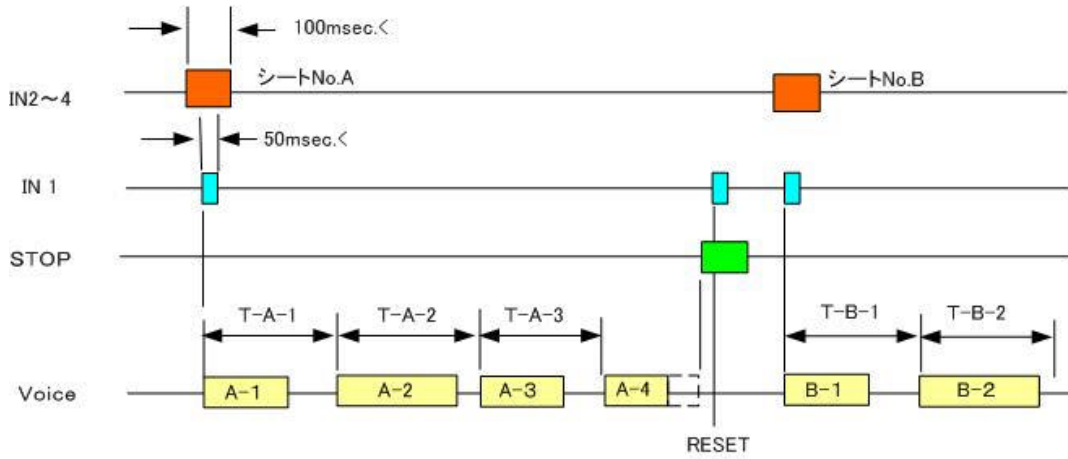 100msec.<
シートNo.A
シートNo.B
IN2～4
50msec.<
IN 1
STOP
T-A-1
T-A-2
T-A-3
T-B-1
T-B-2
Voice
A-1
A-2
A-3
A-4
B-1
B-2
RESET